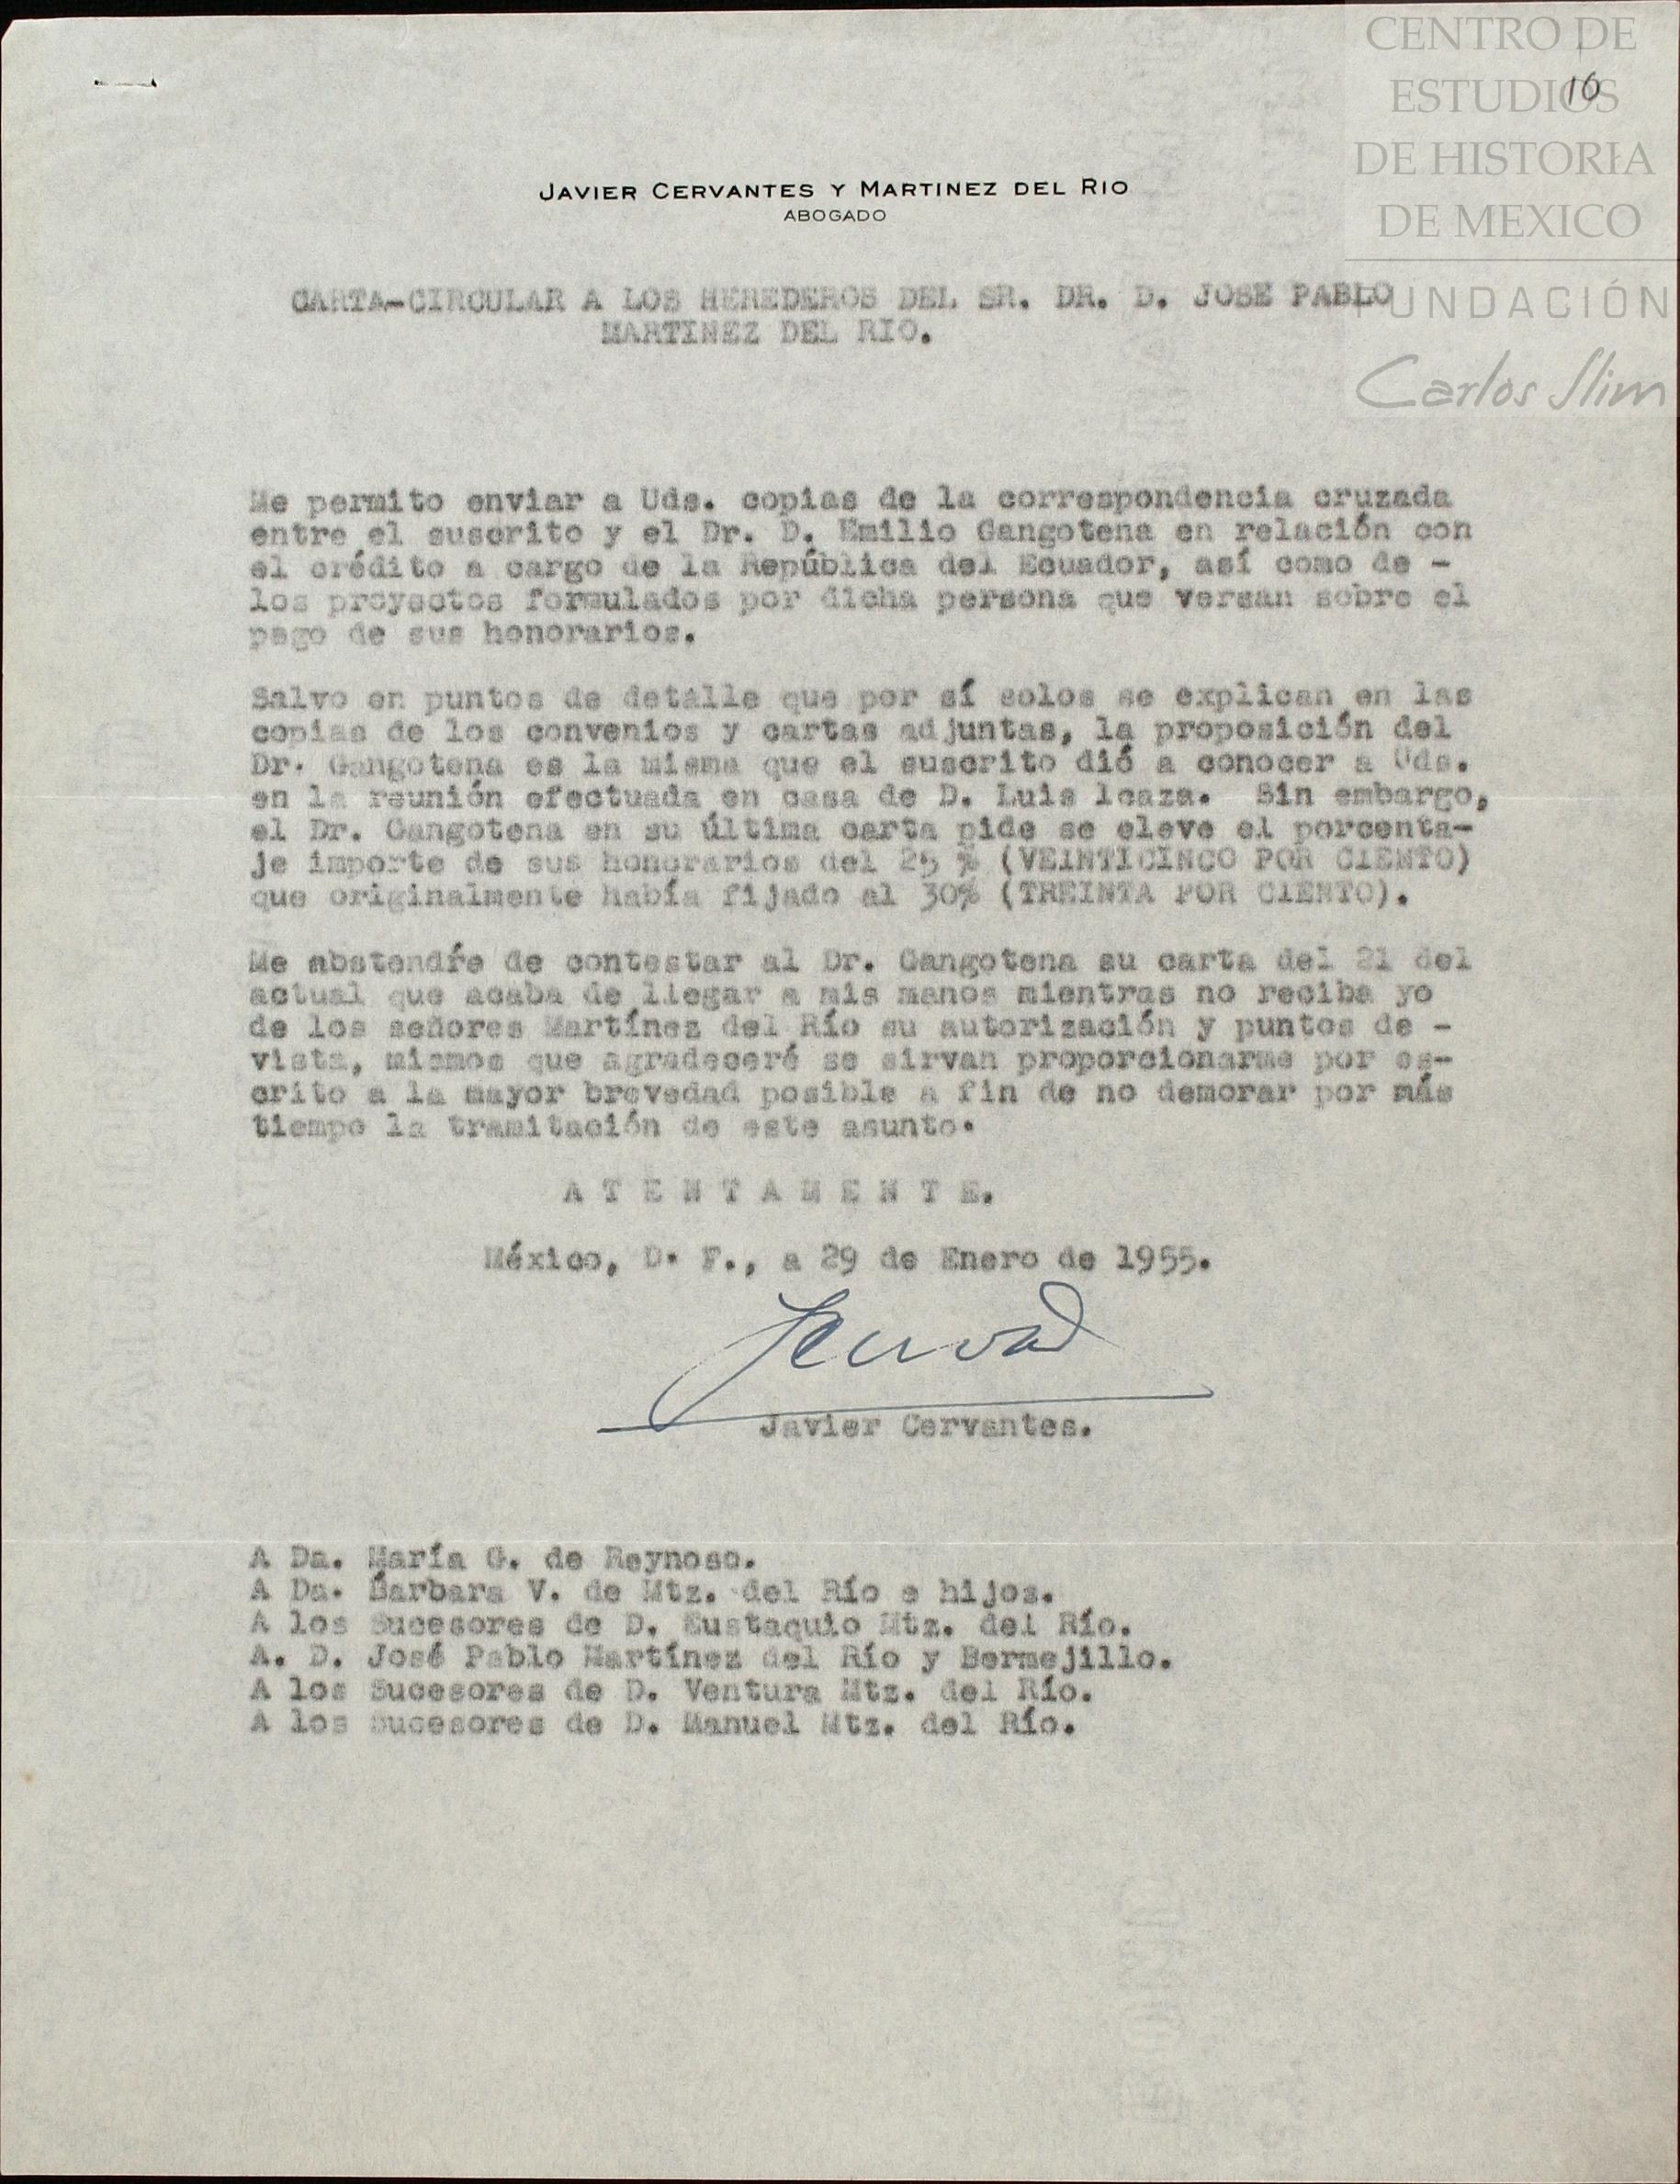 CENTRO DE
ESTUDIOS
DE HISTORIA
DE MEXICO
FUNDACIÓN
Carlos Slim
16
JAVIER CERVANTES Y MARTINEZ DEL RIO
ABOGADO
CARTA-CIRCULAR A LOS HEREDEROS DEL SR. DR. D. JOSE PABLO
MARTINEZ DEL RIO.
Me permito enviar a Uds. copias de la correspondencia cruzada
entre el suscrito y el Dr. D. Emilio Gangotena en relación con
el crédito a cargo de la República del Ecuador, así como de -
los proyectos formulados por dicha persona que versan sobre el
pago de sus honorarios.
Salvo en puntos de detalle que por sí solos se explican en las
copias de los convenios y cartas adjuntas, la proposición del
Dr. Gangotena es la misma que el suscrito dió a conocer a Uds.
en la reunión efectuada en casa de D. Luis Icaza. Sin embargo,
el Dr. Gangotena en su última carta pide se eleve el porcenta-
je importe de sus honorarios del 25 % (VEINTICINCO POR CIENTO)
que originalmente había fijado al 30% (TREINTA POR CIENTO).
Me abstendŕe de contestar al Dr. Gangotena su carta del 21 del
actual que acaba de llegar a mis manos mientras no reciba yo
de los señores Martínez del Río su autorización y puntos de -
vista, mismos que agradeceré se sirvan proporcionarme por es-
crito a la mayor brevedad posible a fin de no demorar por más
tiempo la tramitación de este asunto.
A T E N T A M E N T E.
México, D. F., a 29 de Enero de 1955.
Javier Cervantes.
A Da. María G. de Reynoso.
A Da. Bárbara V. de Mtz. del Río e hijos.
A los Sucesores de D. Eustaquio Mtz. del Río.
A. D. José Pablo Martínez del Río y Bermejillo.
A los Sucesores de D. Ventura Mtz. del Río.
A los Sucesores de D. Manuel Mtz. del Río.